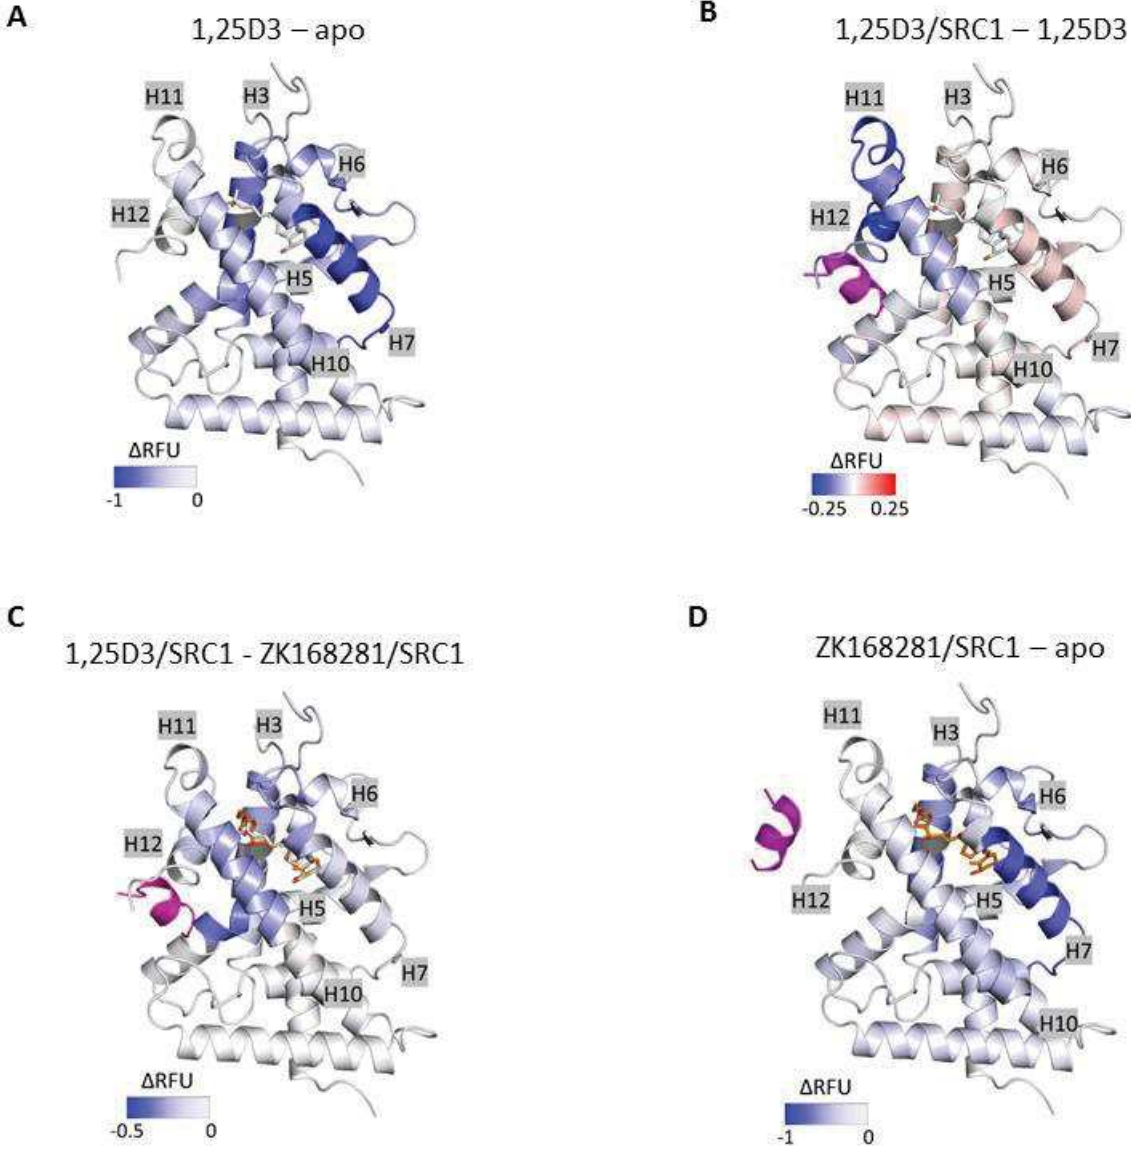 A
1,25D3 – apo
H11
H3
H6
H12
H5
H7
H10
ΔRFU
-1 0
B
1,25D3/SRC1 – 1,25D3
H11
H3
H6
H12
H5
H7
H10
ΔRFU
-0.25 0.25
C
1,25D3/SRC1 - ZK168281/SRC1
H11
H3
H6
H12
H5
H7
H10
ΔRFU
-0.5 0
D
ZK168281/SRC1 – apo
H11
H3
H6
H12
H5
H7
H10
ΔRFU
-1 0